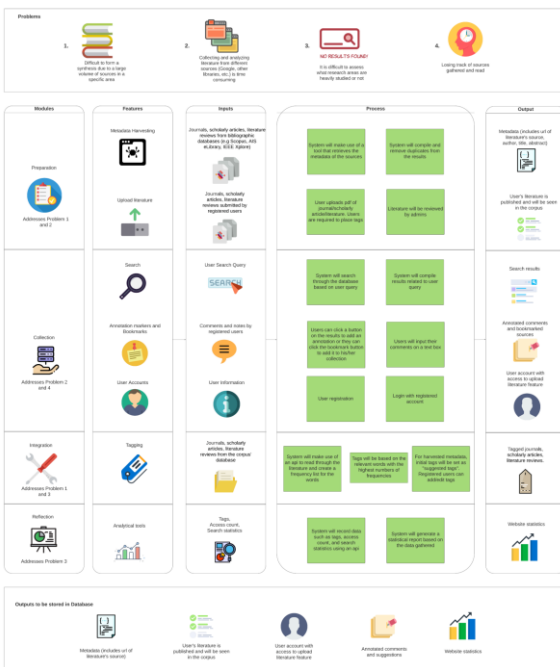 Problems
1.
Difficult to form a
synthesis due to a large
volume of sources in a
specific area
2.
Collecting and analyzing
literature from different
sources (Google, other
libraries, etc.) is time
consuming
3.
NO RESULTS FOUND!
It is difficult to assess
what research areas are
heavily studied or not
4.
Losing track of sources
gathered and read
Modules
Features
Inputs
Process
Output
Preparation
Addresses Problem 1
and 2
Metadata Harvesting
Upload literature
Journals, scholarly articles, literature
reviews from bibliographic
databases (e.g Scopus, AIS
eLibrary, IEEE Xplore)
Journals, scholarly
articles, literature
reviews submitted by
registered users
System will make use of a
tool that retrieves the
metadata of the sources
System will compile and
remove duplicates from
the results
User uploads pdf of
journal/scholarly
article/literature. Users
are required to place tags
Literature will be reviewed
by admins
Metadata (includes url of
literature's source,
author, title, abstract)
User's literature is
published and will be seen
in the corpus
Collection
Addresses Problem 2
and 4
Search
Annotation markers and
Bookmarks
User Accounts
User Search Query
SEARCH
Comments and notes by
registered users
User Information
System will search
through the database
based on user query
System will compile
results related to user
query
Users can click a button
on the results to add an
annotation or they can
click the bookmark button
to add it to his/her
collection
Users will input their
comments on a text box
User registration
Login with registered
account
Search results
Annotated comments
and bookmarked
sources
User account with
access to upload
literature feature
Integration
Addresses Problem 1
and 3
Tagging
Journals, scholarly
articles, literature
reviews from the corpus
database
System will make use of
an api to read through the
literature and create a
frequency list for the
words
Tags will be based on the
relevant words with the
highest numbers of
frequencies
For harvested metadata,
initial tags will be set as
"suggested tags".
Registered users can
add/edit tags
Tagged journals,
scholarly articles,
literature reviews.
Reflection
Addresses Problem 3
Analytical tools
Tags,
Access count,
Search statistics
System will record data
such as tags, access
count, and search
statistics using an api
System will generate a
statistical report based on
the data gathered
Website statistics
Outputs to be stored in Database
Metadata (includes url of
literature's source)
User's literature is
published and will be seen
in the corpus
User account with
access to upload
literature feature
Annotated comments
and suggestions
Website statistics